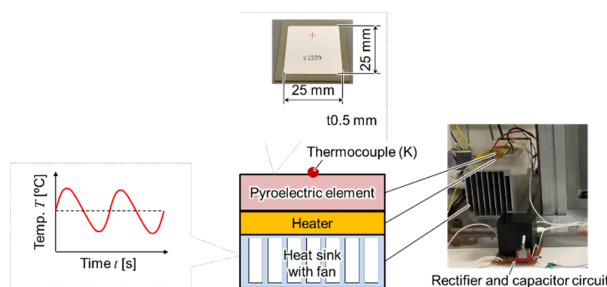 25 mm
25 mm
t0.5 mm
Thermocouple (K)
Pyroelectric element
Heater
Heat sink
with fan
Temp. T [°C]
Time t [s]
Rectifier and capacitor circuit